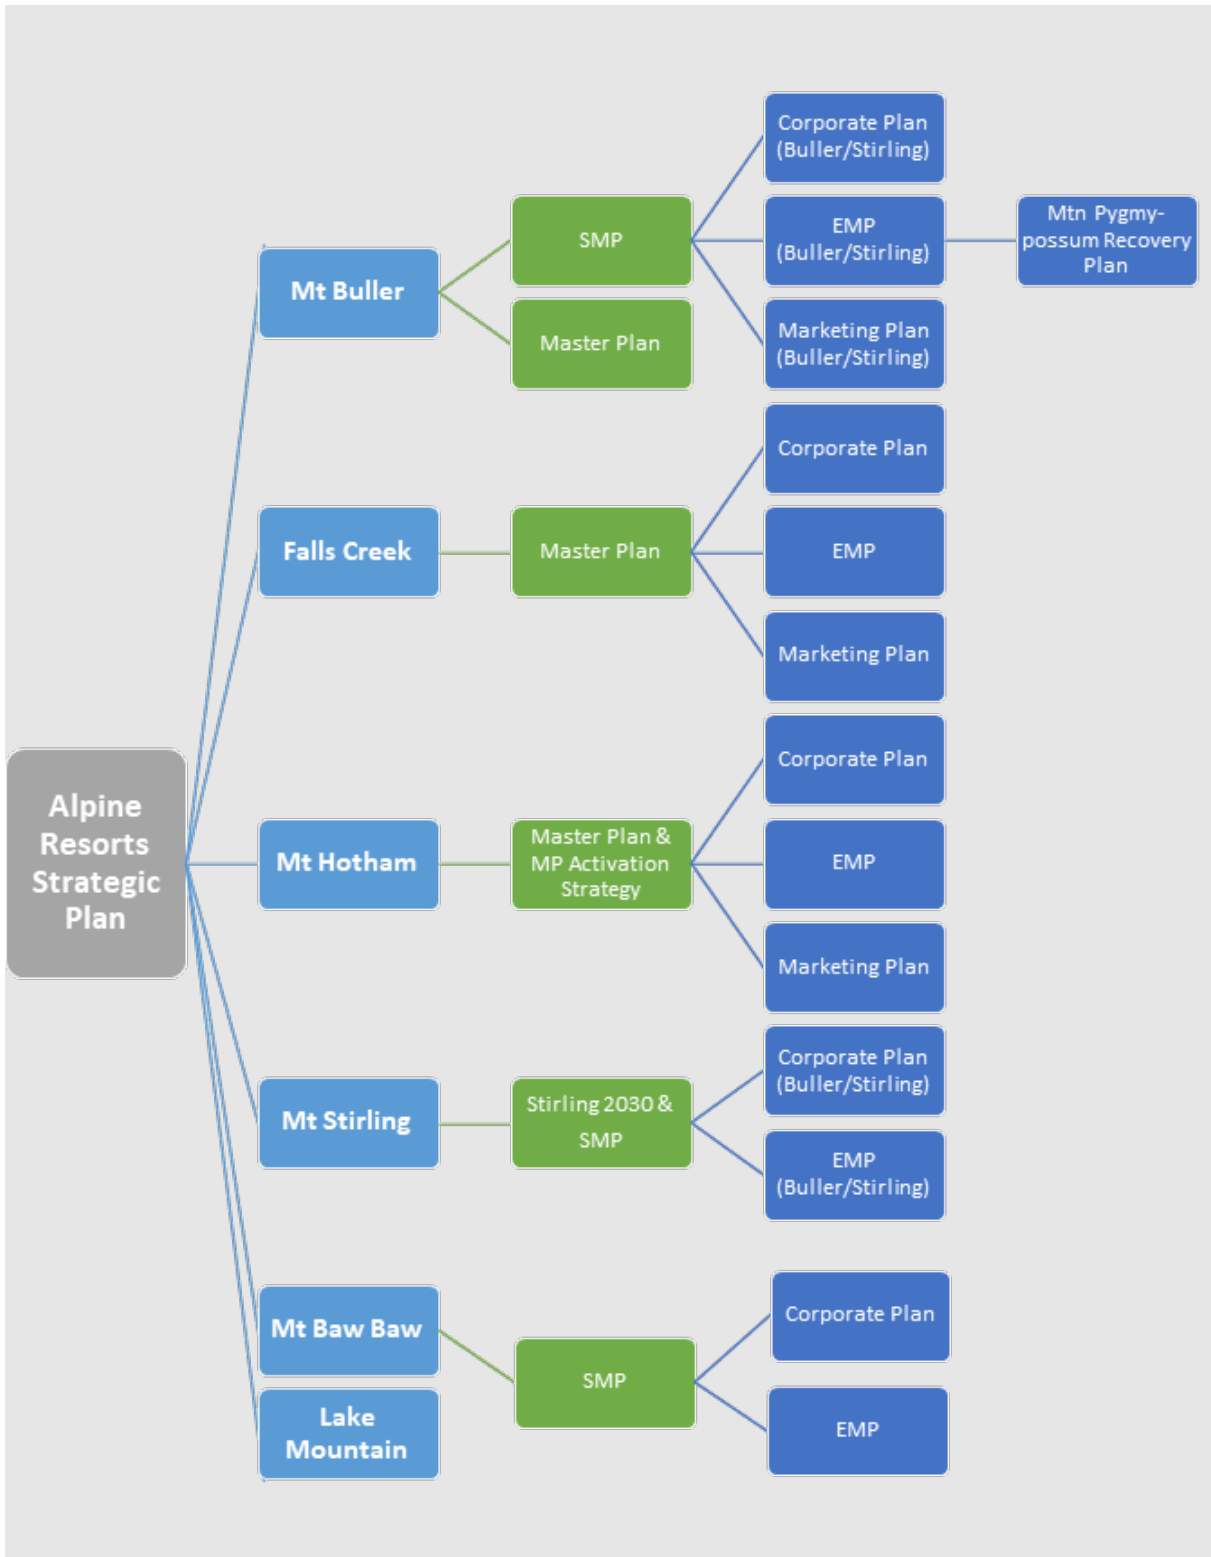 Alpine
Resorts
Strategic
Plan
Mt Buller
SMP
Master Plan
Corporate Plan
(Buller/Stirling)
EMP
(Buller/Stirling)
Marketing Plan
(Buller/Stirling)
Mtn Pygmy-
possum Recovery
Plan
Falls Creek
Master Plan
Corporate Plan
EMP
Marketing Plan
Mt Hotham
Master Plan &
MP Activation
Strategy
Corporate Plan
EMP
Marketing Plan
Mt Stirling
Stirling 2030 &
SMP
Corporate Plan
(Buller/Stirling)
EMP
(Buller/Stirling)
Mt Baw Baw
Lake
Mountain
SMP
Corporate Plan
EMP